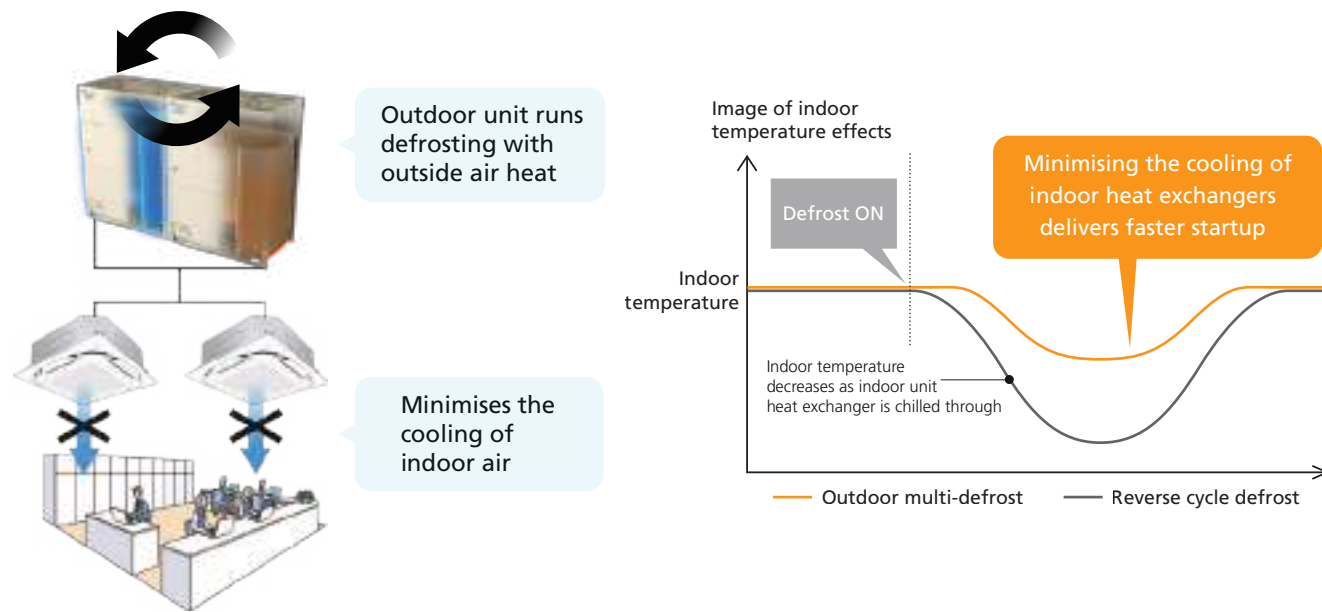 Outdoor unit runs
defrosting with
outside air heat
Minimises the
cooling of
indoor air
Image of indoor
temperature effects
Defrost ON
Minimising the cooling of
indoor heat exchangers
delivers faster startup
Indoor
temperature
Indoor temperature
decreases as indoor unit
heat exchanger is chilled through
Outdoor multi-defrost
Reverse cycle defrost